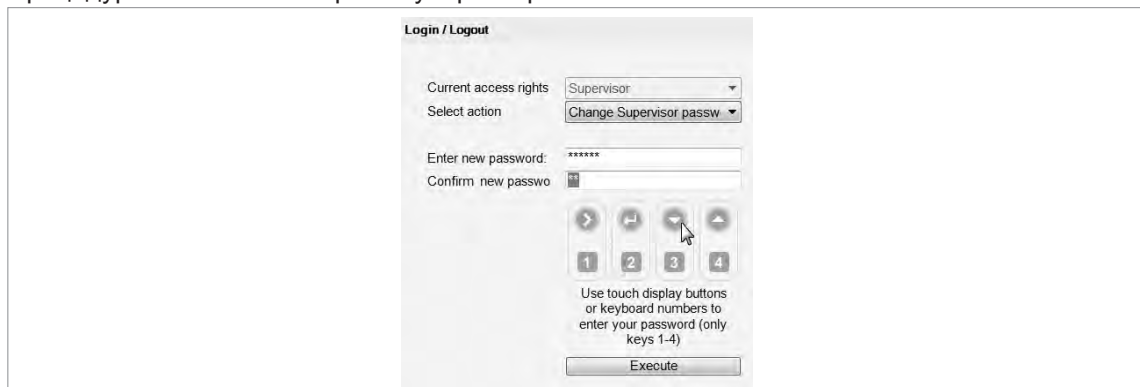 Login / Logout
Current access rights Supervisor
Select action Change Supervisor passw
Enter new password: ******
Confirm new passwo **
1 2 3 4
Use touch display buttons
or keyboard numbers to
enter your password (only
keys 1-4)
Execute